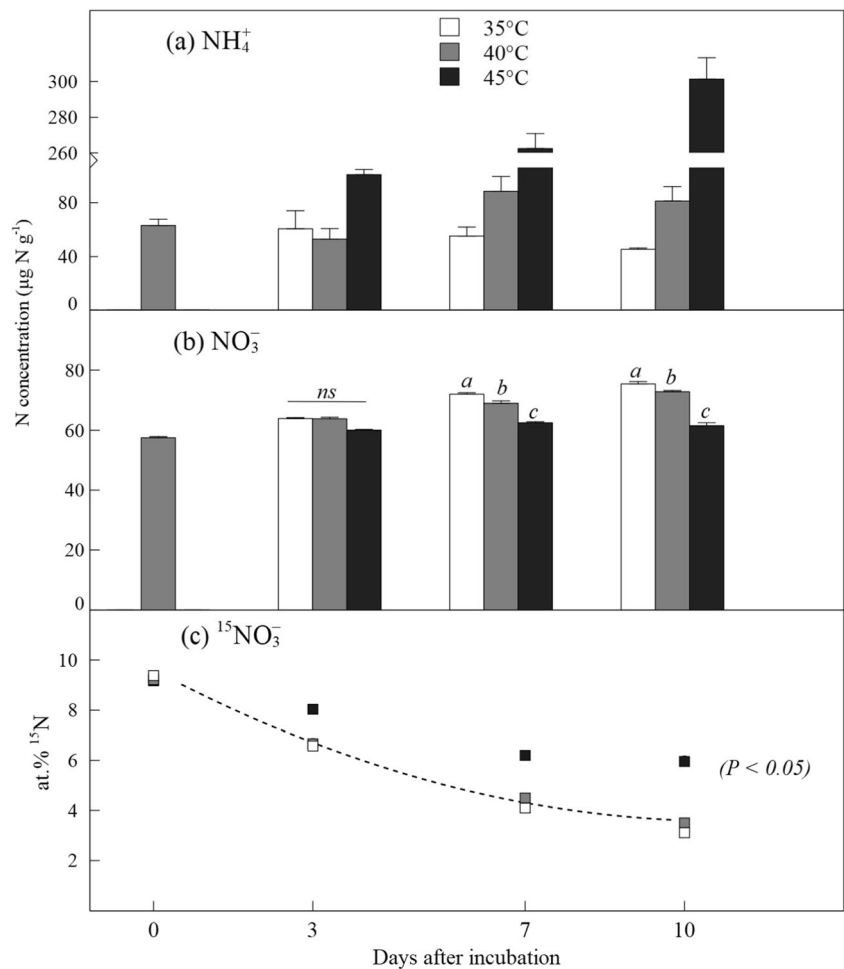 (a) NH₄⁺
35°C
40°C
45°C
300
280
260
80
40
0
N concentration (µg N g⁻¹)
(b) NO₃⁻
80
60
40
20
0
ns
a
b
c
a
b
c
(c) ¹⁵NO₃⁻
10
8
6
4
2
at.% ¹⁵N
(P < 0.05)
0
3
7
10
Days after incubation